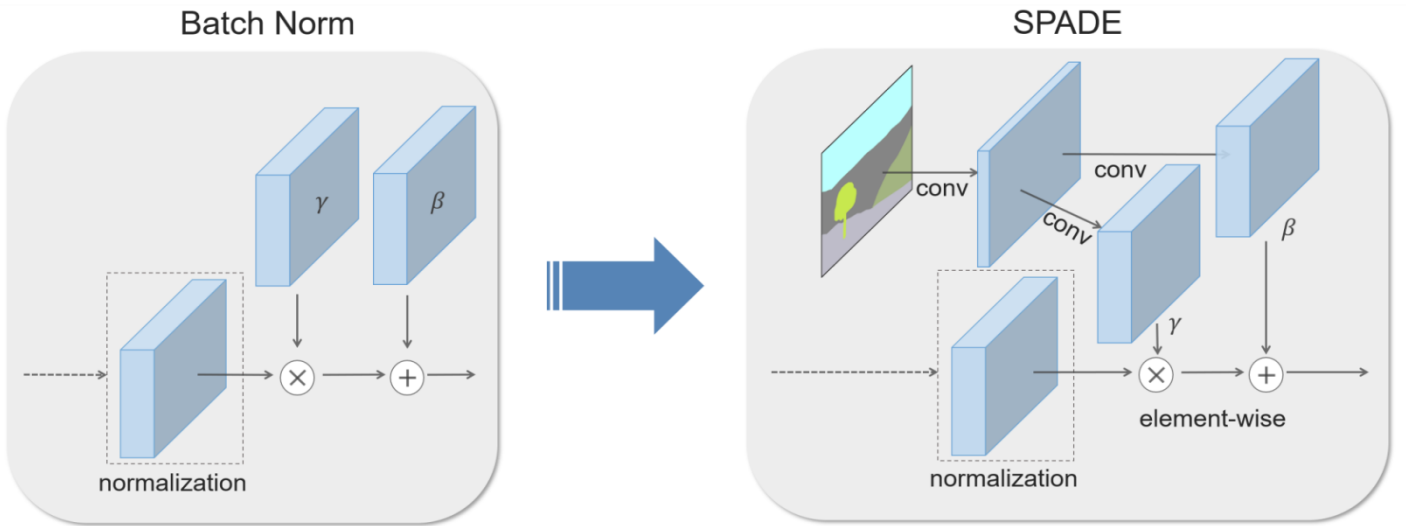 Batch Norm
γ
β
normalization
SPADE
conv
conv
conv
β
γ
element-wise
normalization